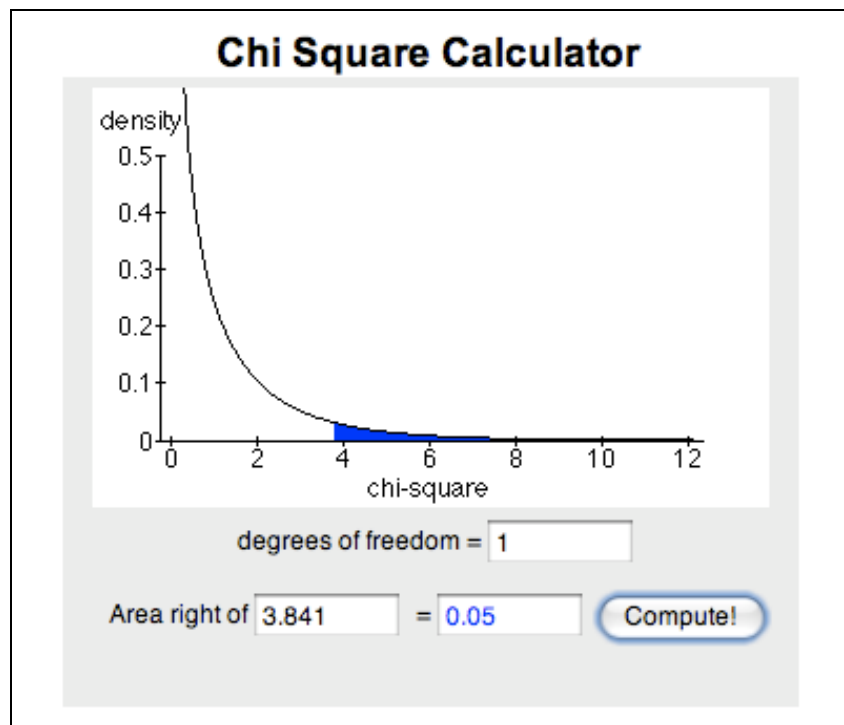 Chi Square Calculator
density
0.5
0.4
0.3
0.2
0.1
0
0 2 4 6 8 10 12
chi-square
degrees of freedom = 1
Area right of 3.841 = 0.05 Compute!